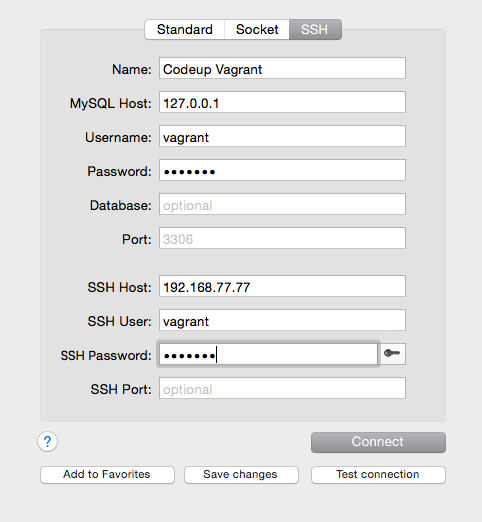 Standard Socket SSH
Name: Codeup Vagrant
MySQL Host: 127.0.0.1
Username: vagrant
Password: •••••••
Database: optional
Port: 3306
SSH Host: 192.168.77.77
SSH User: vagrant
SSH Password: •••••••
SSH Port: optional
? Connect
Add to Favorites Save changes Test connection